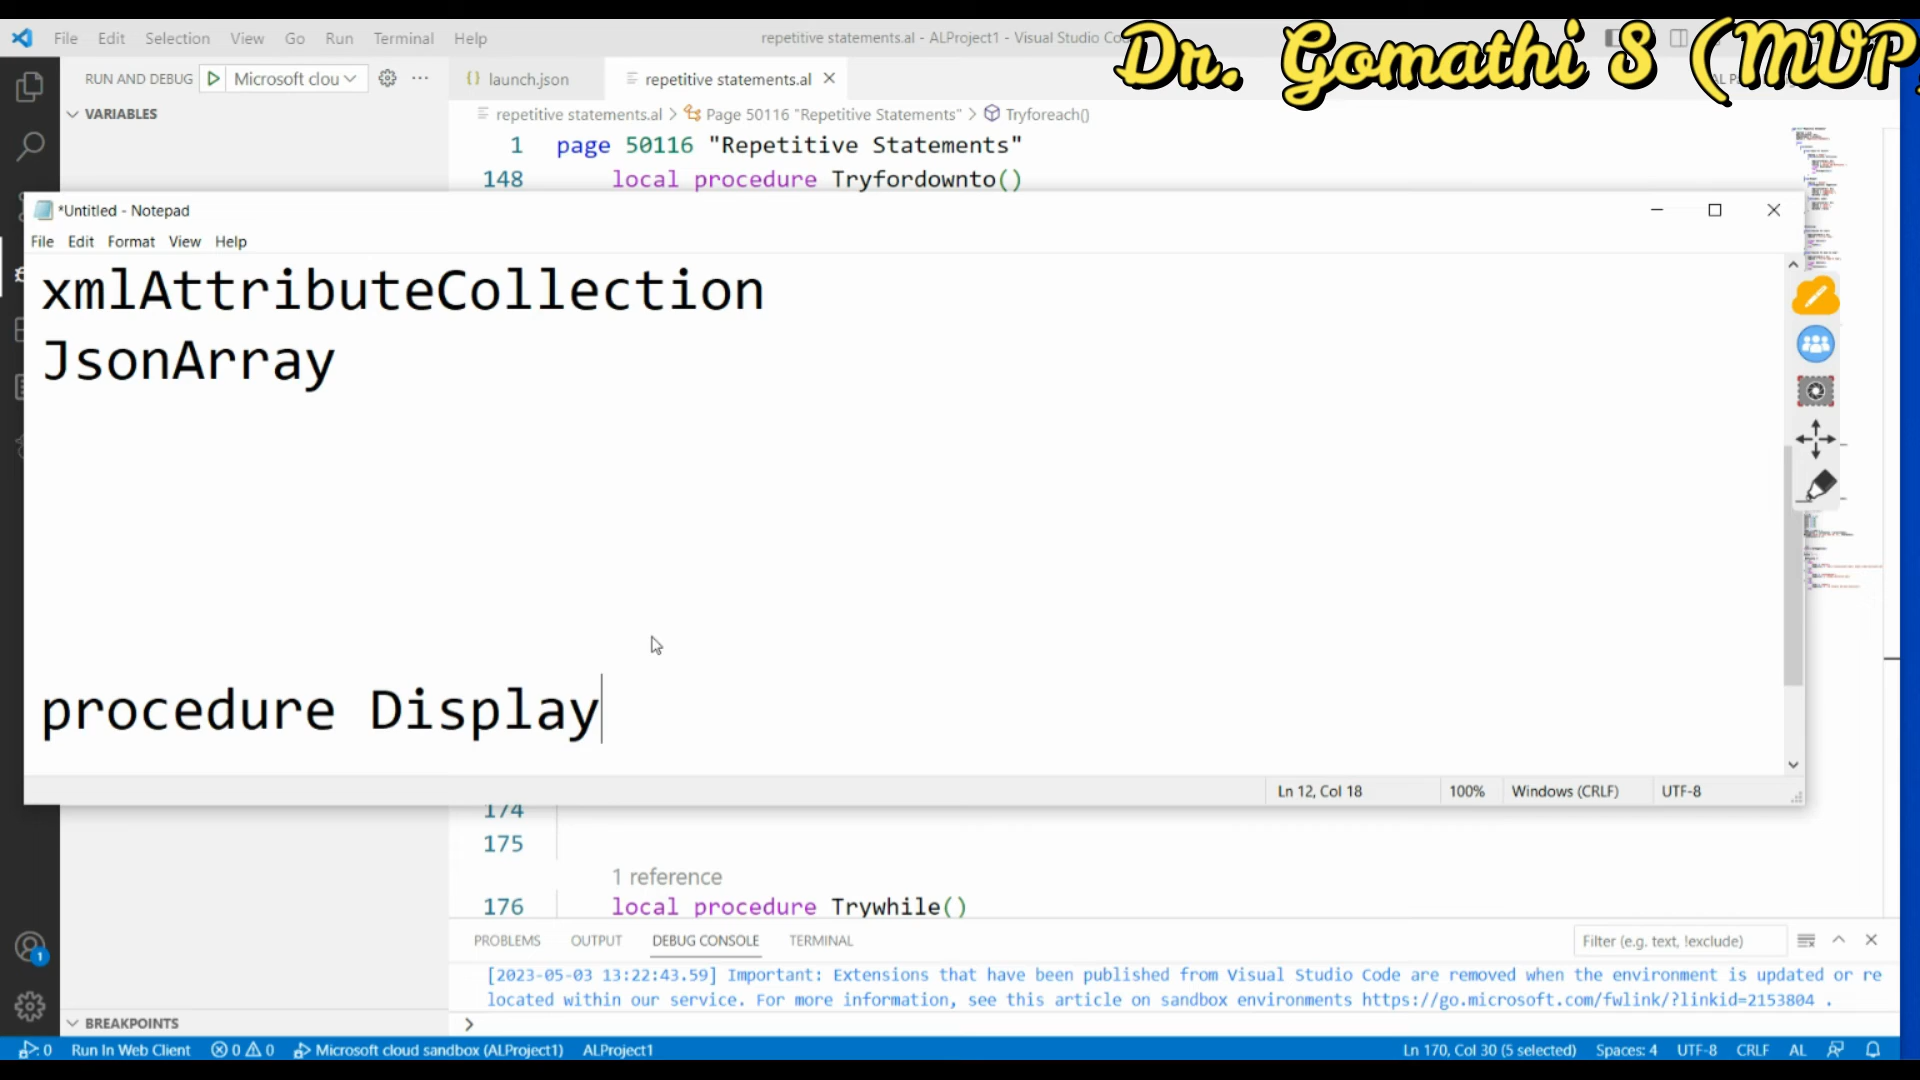 File Edit Selection View Go Run Terminal Help
repetitive statements.al - ALProject1 - Visual Studio
Dr. Gomathi S (MVP
RUN AND DEBUG
Microsoft clou
launch.json
repetitive statements.al
VARIABLES
repetitive statements.al > Page 50116 "Repetitive Statements" > Tryforeach()
1 page 50116 "Repetitive Statements"
148 local procedure Tryfordownto()
*Untitled - Notepad
File Edit Format View Help
xmlAttributeCollection
JsonArray
procedure Display
Ln 12, Col 18
100%
Windows (CRLF)
UTF-8
174
175
1 reference
176 local procedure Trywhile()
PROBLEMS OUTPUT DEBUG CONSOLE TERMINAL
Filter (e.g. text, !exclude)
[2023-05-03 13:22:43.59] Important: Extensions that have been published from Visual Studio Code are removed when the environment is updated or re
located within our service. For more information, see this article on sandbox environments https://go.microsoft.com/fwlink/?linkid=2153804 .
1
BREAKPOINTS
0 Run In Web Client 0 0 Microsoft cloud sandbox (ALProject1) ALProject1
Ln 170, Col 30 (5 selected) Spaces: 4 UTF-8 CRLF AL